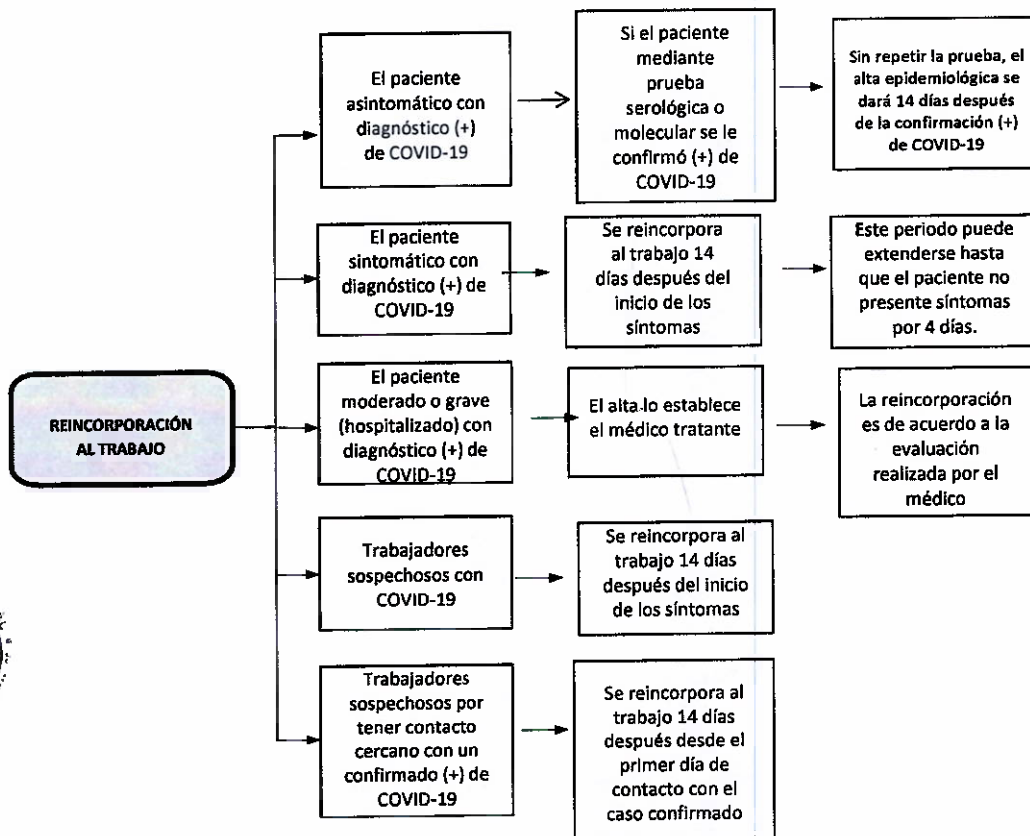 REINCORPORACIÓN
AL TRABAJO
El paciente
asintomático con
diagnóstico (+)
de COVID-19
Si el paciente
mediante
prueba
serológica o
molecular se le
confirmó (+) de
COVID-19
Sin repetir la prueba, el
alta epidemiológica se
dará 14 días después
de la confirmación (+)
de COVID-19
El paciente
sintomático con
diagnóstico (+) de
COVID-19
Se reincorpora
al trabajo 14
días después del
inicio de los
síntomas
Este periodo puede
extenderse hasta
que el paciente no
presente síntomas
por 4 días.
El paciente
moderado o grave
(hospitalizado) con
diagnóstico (+) de
COVID-19
El alta lo establece
el médico tratante
La reincorporación
es de acuerdo a la
evaluación
realizada por el
médico
Trabajadores
sospechosos con
COVID-19
Se reincorpora al
trabajo 14 días
después del inicio
de los síntomas
Trabajadores
sospechosos por
tener contacto
cercano con un
confirmado (+) de
COVID-19
Se reincorpora al
trabajo 14 días
después desde el
primer día de
contacto con el
caso confirmado